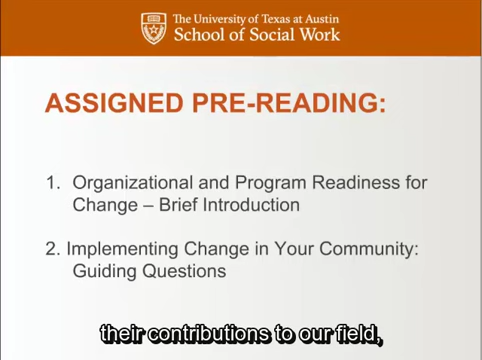 The University of Texas at Austin
School of Social Work
ASSIGNED PRE-READING:
1. Organizational and Program Readiness for
Change – Brief Introduction
2. Implementing Change in Your Community:
Guiding Questions
their contributions to our field,